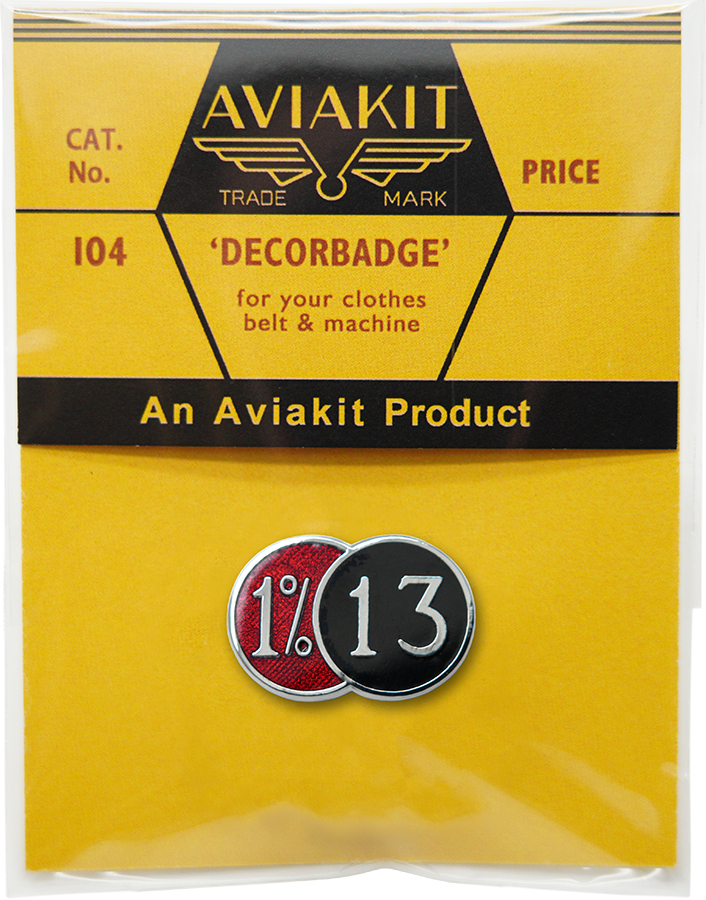 AVIAKIT
TRADE MARK
CAT.
No.
PRICE
104
‘DECORBADGE’
for your clothes
belt & machine
An Aviakit Product
1% 13